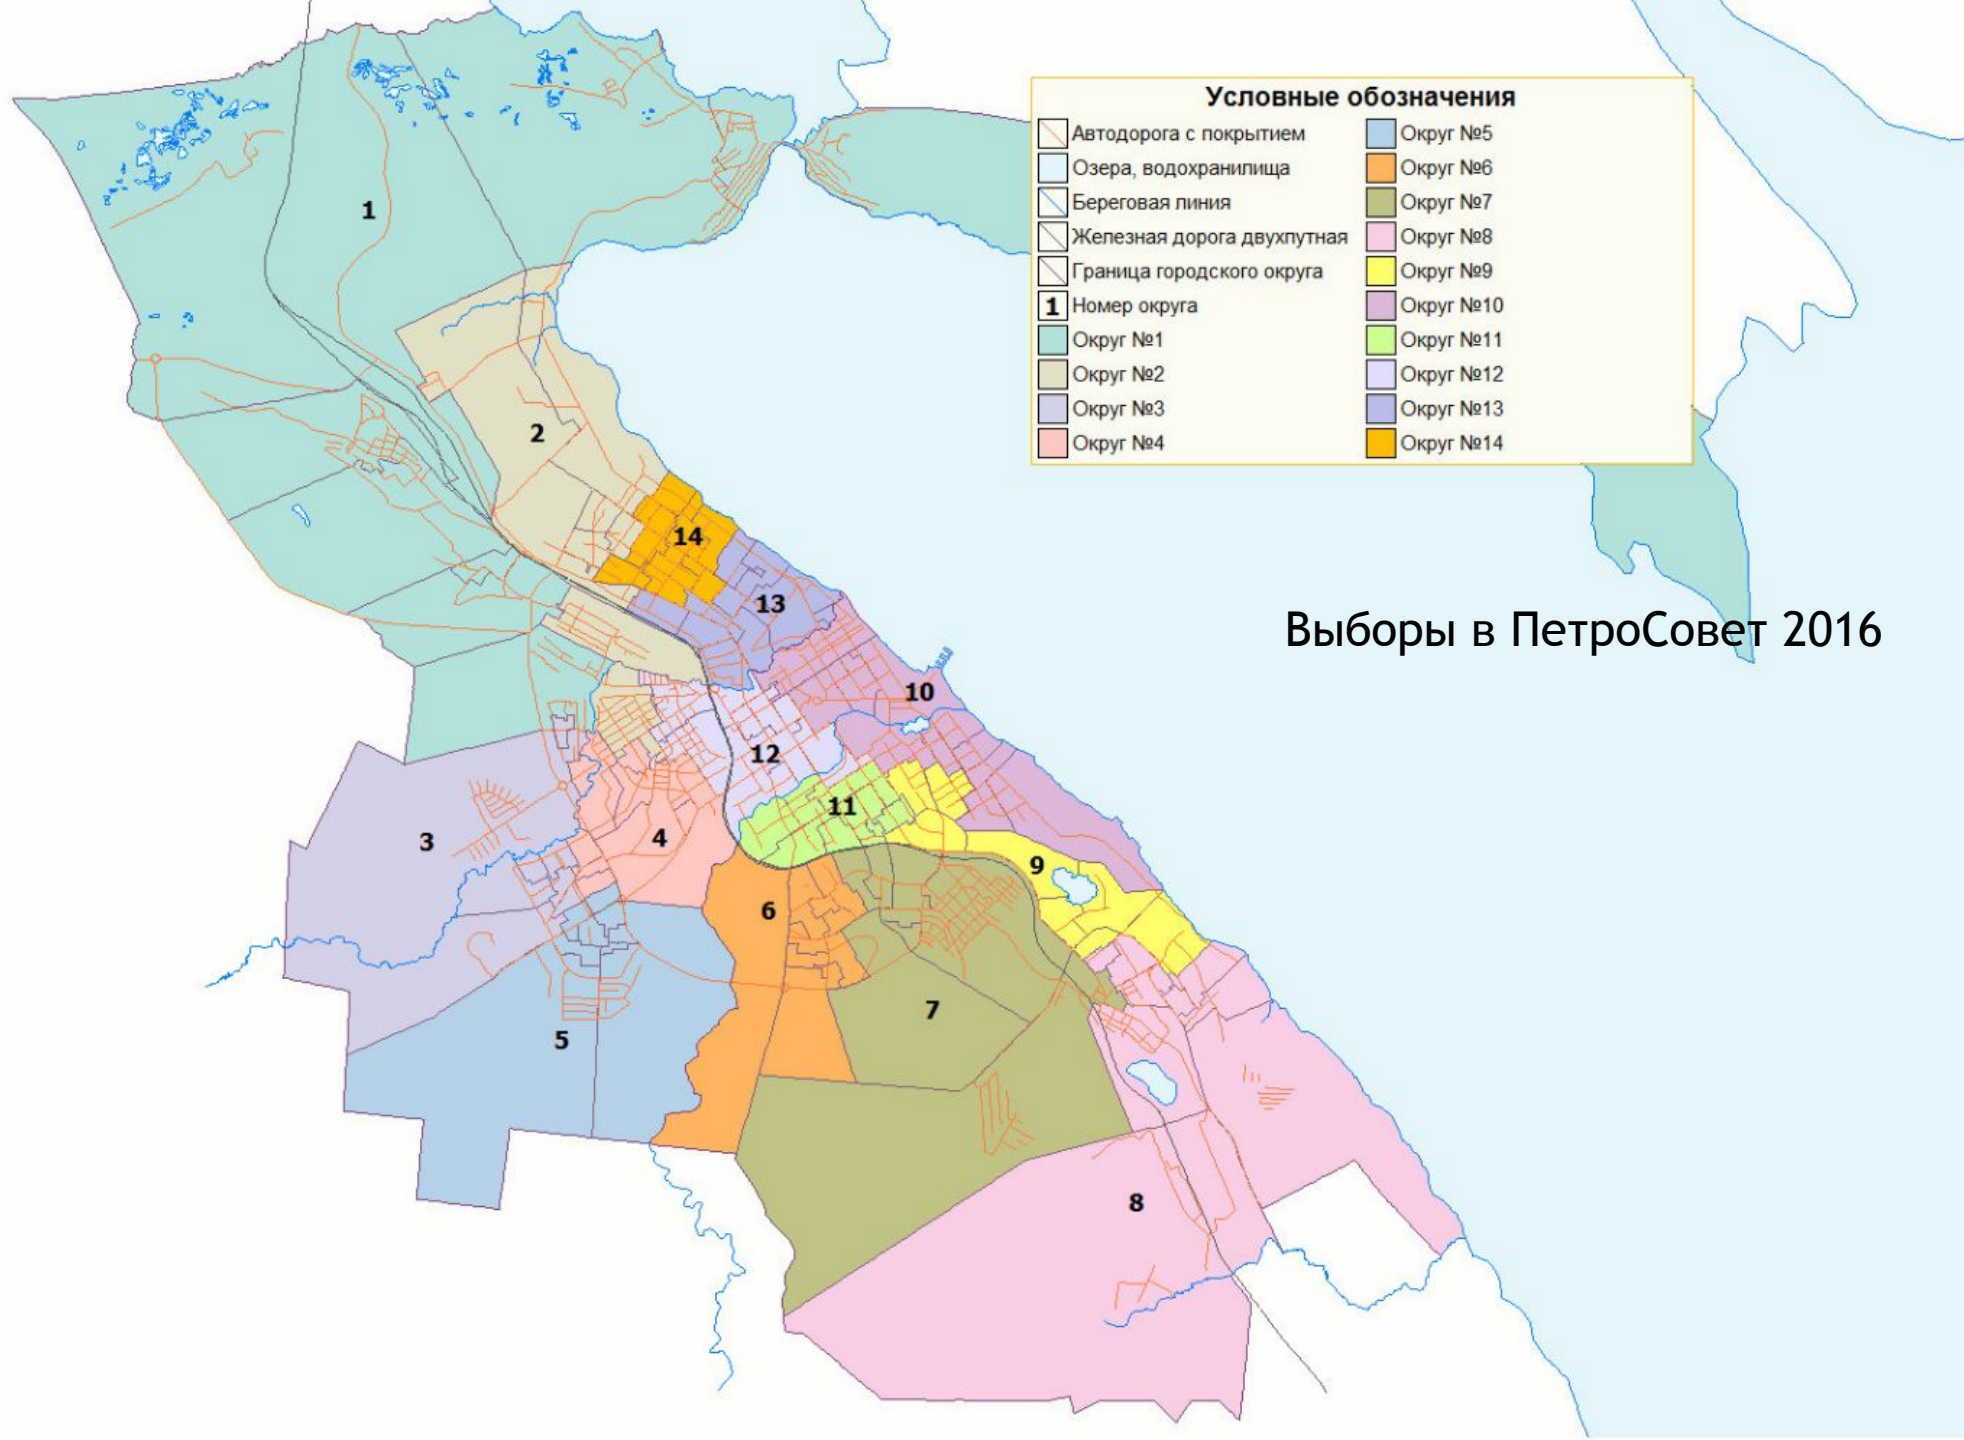 Условные обозначения
Автодорога с покрытием
Озера, водохранилища
Береговая линия
Железная дорога двухпутная
Граница городского округа
1 Номер округа
Округ №1
Округ №2
Округ №3
Округ №4
Округ №5
Округ №6
Округ №7
Округ №8
Округ №9
Округ №10
Округ №11
Округ №12
Округ №13
Округ №14
1
2
14
13
Выборы в ПетроСовет 2016
10
12
11
3
4
9
6
7
5
8